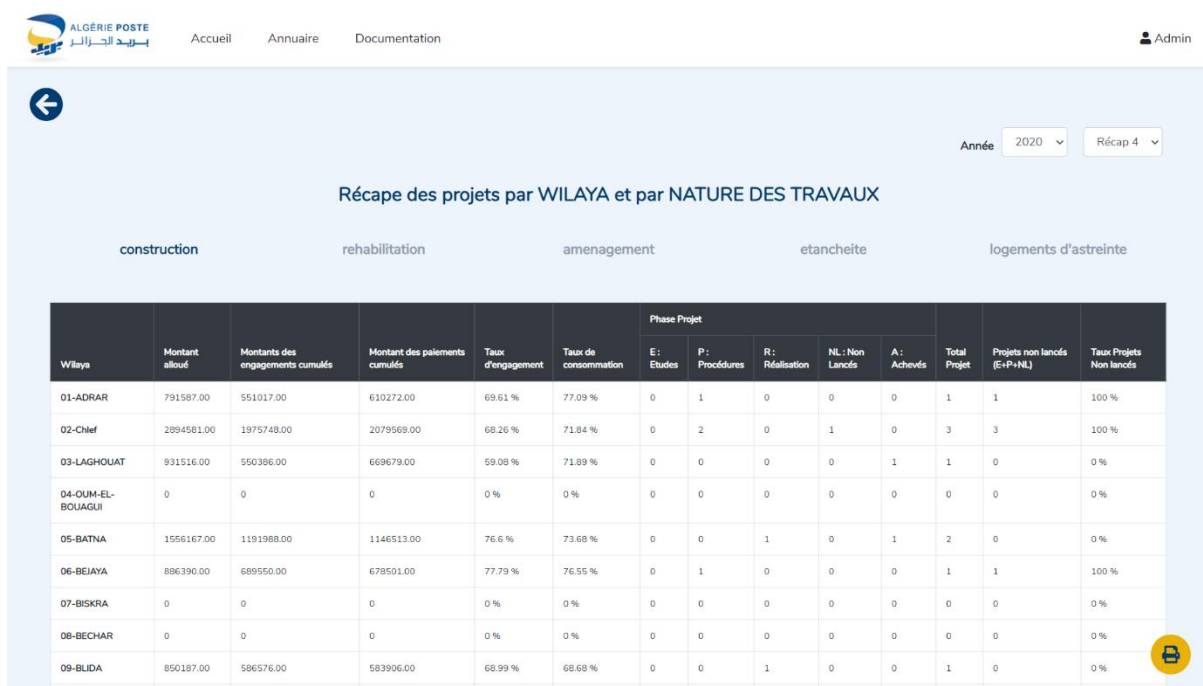 ALGÉRIE POSTE
بريد الجزائر
Accueil Annuaire Documentation
Admin
Année 2020 Récap 4
Récape des projets par WILAYA et par NATURE DES TRAVAUX
construction rehabilitation amenagement etancheite logements d'astreinte
Phase Projet
Wilaya Montant alloué Montants des engagements cumulés Montant des paiements cumulés Taux d'engagement Taux de consommation E : Etudes P : Procédures R : Réalisation NL : Non Lancés A : Achevés Total Projet Projets non lancés (E+P+NL) Taux Projets Non lancés
01-ADRAR 791587.00 551017.00 610272.00 69.61 % 77.09 % 0 1 0 0 0 1 1 100 %
02-Chlef 2894581.00 1975748.00 2079569.00 68.26 % 71.84 % 0 2 0 1 0 3 3 100 %
03-LAGHOUAT 931516.00 550386.00 669679.00 59.08 % 71.89 % 0 0 0 0 1 1 0 0 %
04-OUM-EL-BOUAGUI 0 0 0 0 % 0 % 0 0 0 0 0 0 0 0 %
05-BATNA 1556167.00 1191988.00 1146513.00 76.6 % 73.68 % 0 0 1 0 1 2 0 0 %
06-BEJAYA 886390.00 689550.00 678501.00 77.79 % 76.55 % 0 1 0 0 0 1 1 100 %
07-BISKRA 0 0 0 0 % 0 % 0 0 0 0 0 0 0 0 %
08-BECHAR 0 0 0 0 % 0 % 0 0 0 0 0 0 0 0 %
09-BLIDA 850187.00 586576.00 583906.00 68.99 % 68.68 % 0 0 1 0 0 1 0 0 %